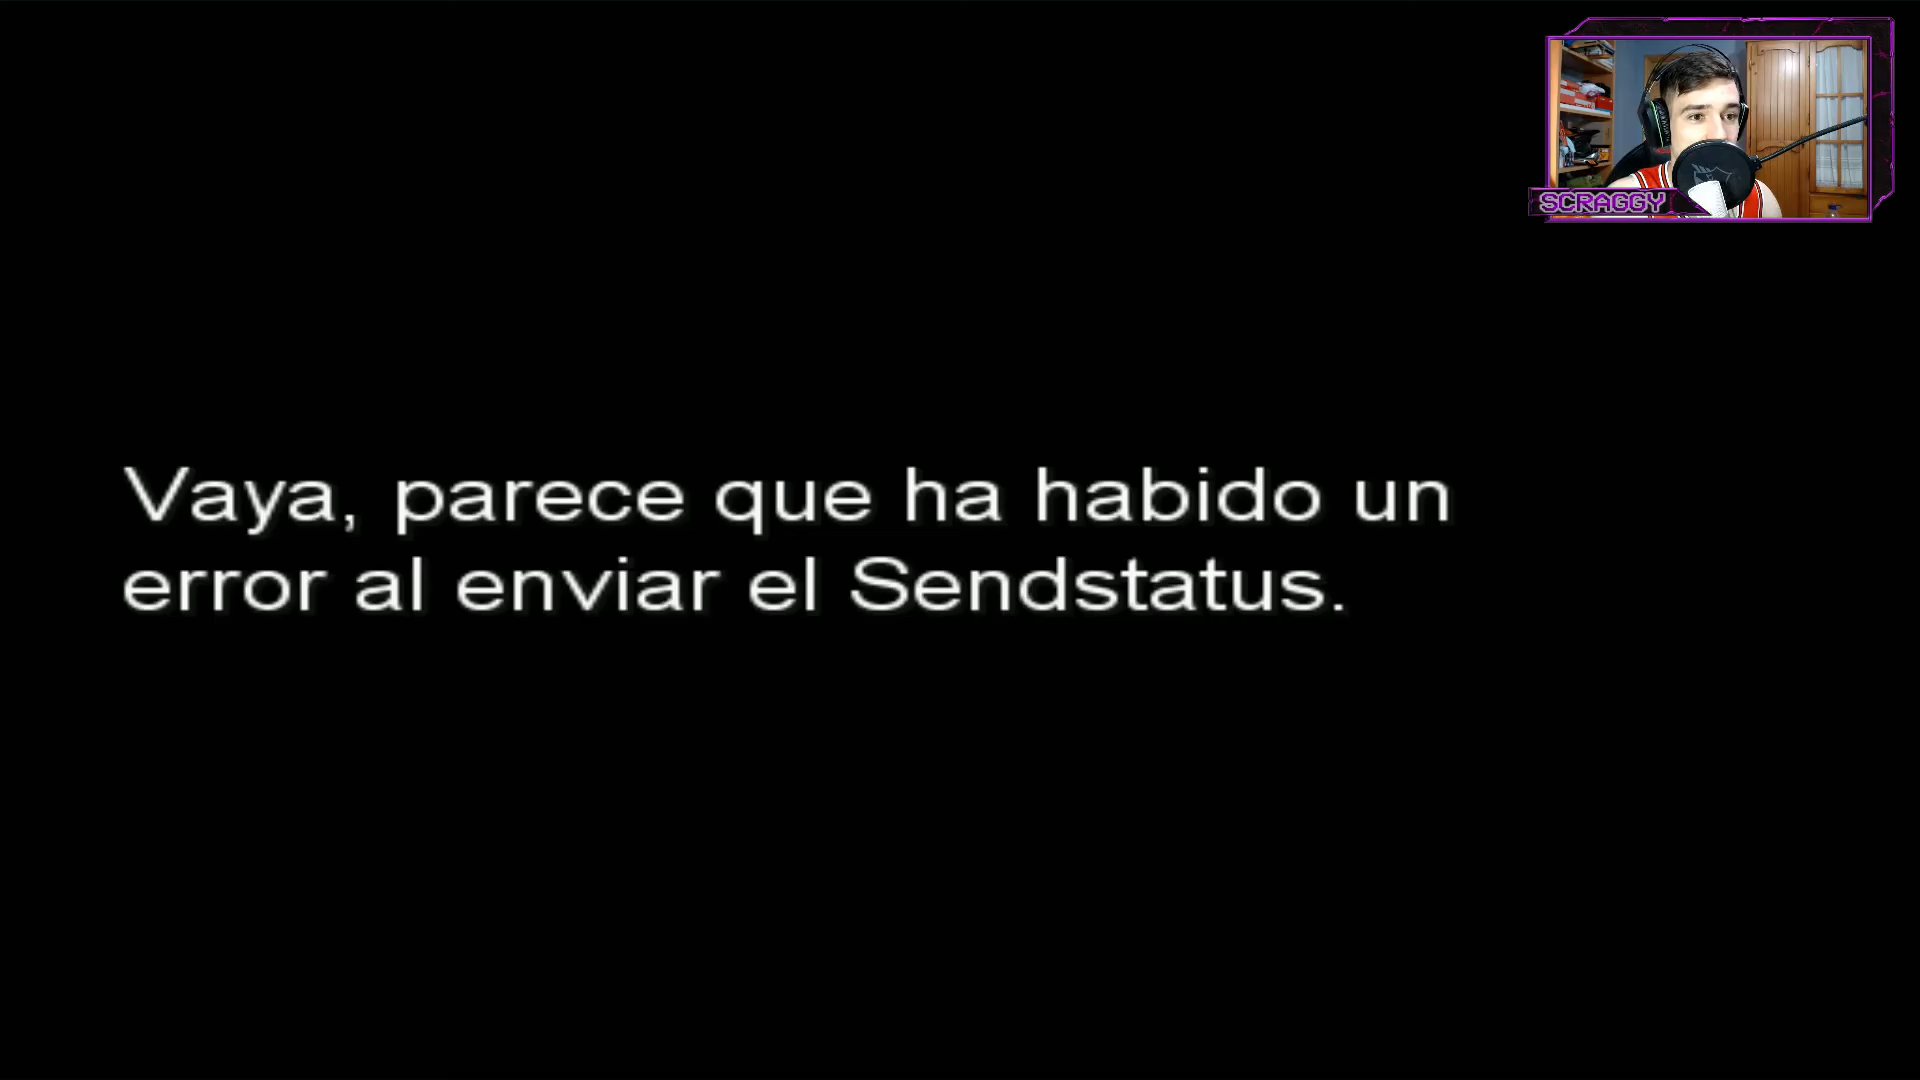 SCRAGGY
Vaya, parece que ha habido un
error al enviar el Sendstatus.